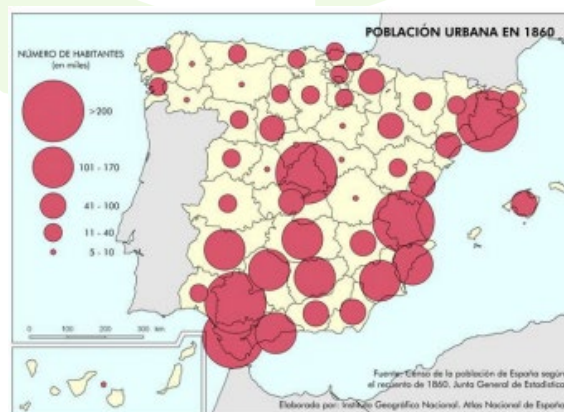 POBLACIÓN URBANA EN 1860
NÚMERO DE HABITANTES
(en miles)
>200
101 - 170
41 - 100
11 - 40
5 - 10
0 100 200 300 km
Fuente: Censo de la población de España según
el recuento de 1860. Junta General de Estadística
Elaborado por: Instituto Geográfico Nacional. Atlas Nacional de España